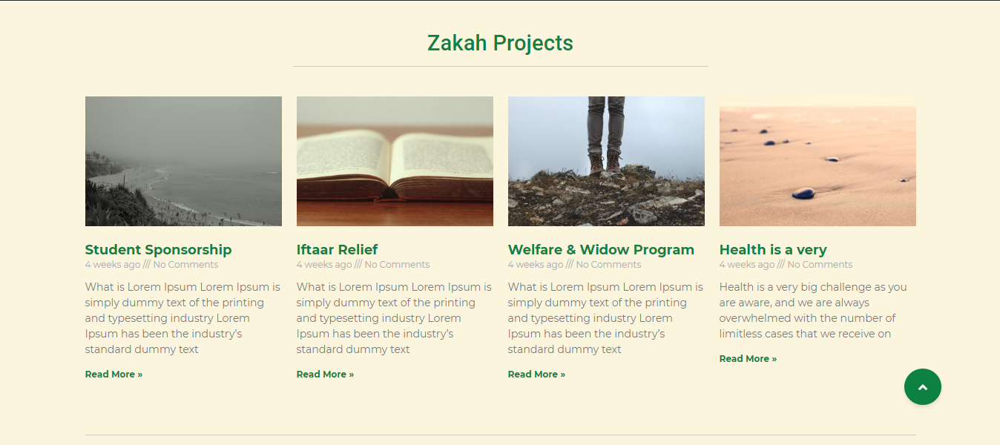 Zakah Projects
Student Sponsorship
4 weeks ago /// No Comments
What is Lorem Ipsum Lorem Ipsum is
simply dummy text of the printing
and typesetting industry Lorem
Ipsum has been the industry's
standard dummy text
Read More »
Iftaar Relief
4 weeks ago /// No Comments
What is Lorem Ipsum Lorem Ipsum is
simply dummy text of the printing
and typesetting industry Lorem
Ipsum has been the industry's
standard dummy text
Read More »
Welfare & Widow Program
4 weeks ago /// No Comments
What is Lorem Ipsum Lorem Ipsum is
simply dummy text of the printing
and typesetting industry Lorem
Ipsum has been the industry's
standard dummy text
Read More »
Health is a very
4 weeks ago /// No Comments
Health is a very big challenge as you
are aware, and we are always
overwhelmed with the number of
limitless cases that we receive on
Read More »